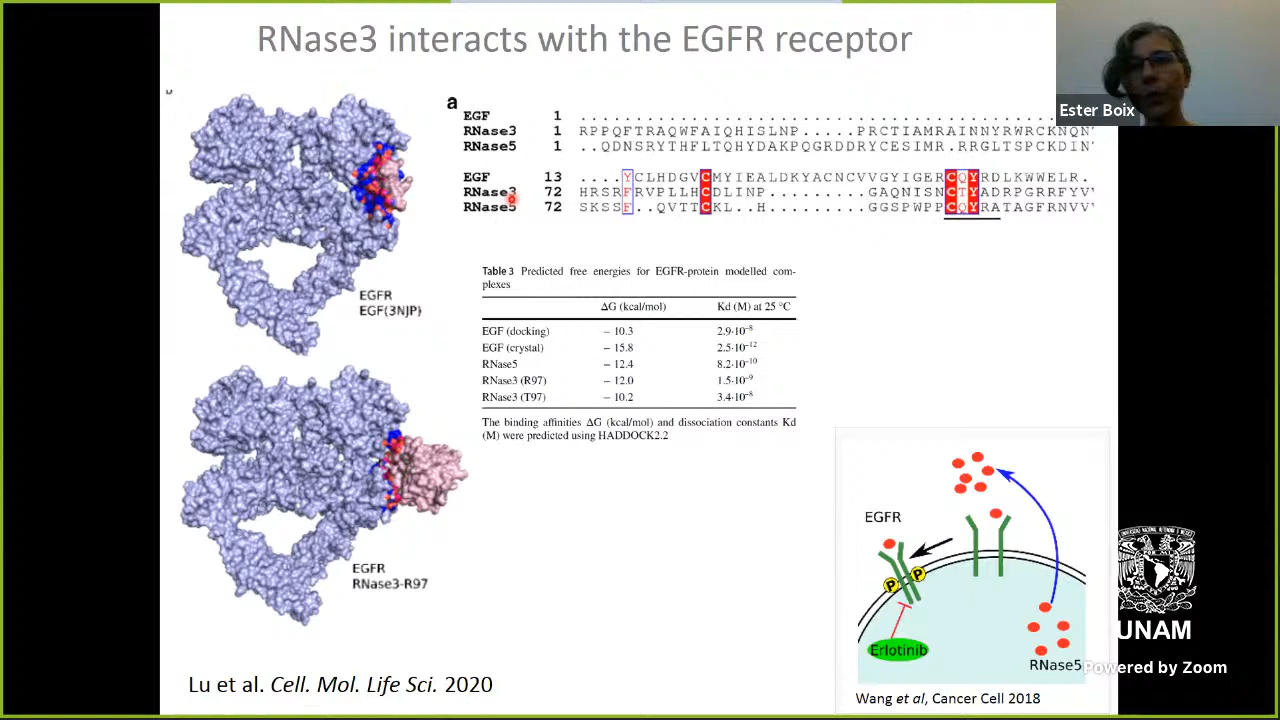 RNase3 interacts with the EGFR receptor
Ester Boix
EGFR
EGF(3NJP)
EGFR
RNase3-R97
a
EGF 1 . . . . . . . . . . . . . . . . . . . . . . . . . . . . . . . . . . . . . . . . . . . . . . . .
RNase3 1 RPPQFTRAQWFAIQHISLNP.....PRCTIAMRAINNYRWRCKNQN
RNase5 1 ..QDNSRYTHFLTQHYDAKPQGRDDRYCESIMR.RRGLTSPCKDIN
EGF 13 YCLHDGVCMYIEALDKYACNCVVGYIGERCQYRDLKWWELR.
RNase3 72 HRSRFRVPLLHCDLINP..........GAQNISNCTYADRPGRRFYV
RNase5 72 SKSSF..QVTTCKL..H..........GGSPWPPCQYRATAGFRNVV
Table 3 Predicted free energies for EGFR-protein modelled com-
plexes
ΔG (kcal/mol) Kd (M) at 25 °C
EGF (docking) − 10.3 2.9·10⁻⁸
EGF (crystal) − 15.8 2.5·10⁻¹²
RNase5 − 12.4 8.2·10⁻¹⁰
RNase3 (R97) − 12.0 1.5·10⁻⁹
RNase3 (T97) − 10.2 3.4·10⁻⁸
The binding affinities ΔG (kcal/mol) and dissociation constants Kd
(M) were predicted using HADDOCK2.2
EGFR
P P
Erlotinib
RNase5
Wang et al, Cancer Cell 2018
Lu et al. Cell. Mol. Life Sci. 2020
UNAM
Powered by Zoom